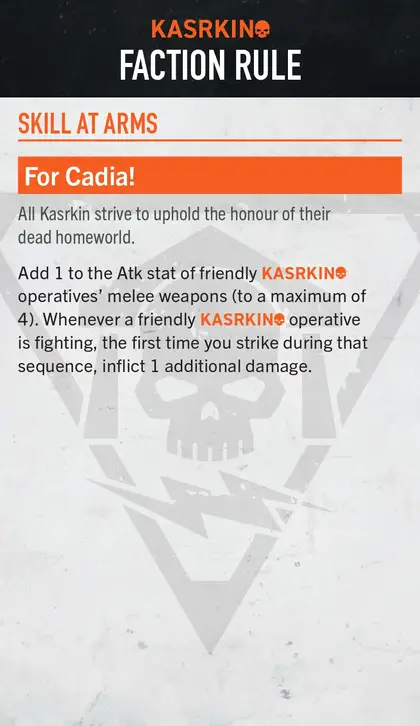 KASRKIN
FACTION RULE
SKILL AT ARMS
For Cadia!
All Kasrkin strive to uphold the honour of their
dead homeworld.
Add 1 to the Atk stat of friendly KASRKIN
operatives’ melee weapons (to a maximum of
4). Whenever a friendly KASRKIN operative
is fighting, the first time you strike during that
sequence, inflict 1 additional damage.